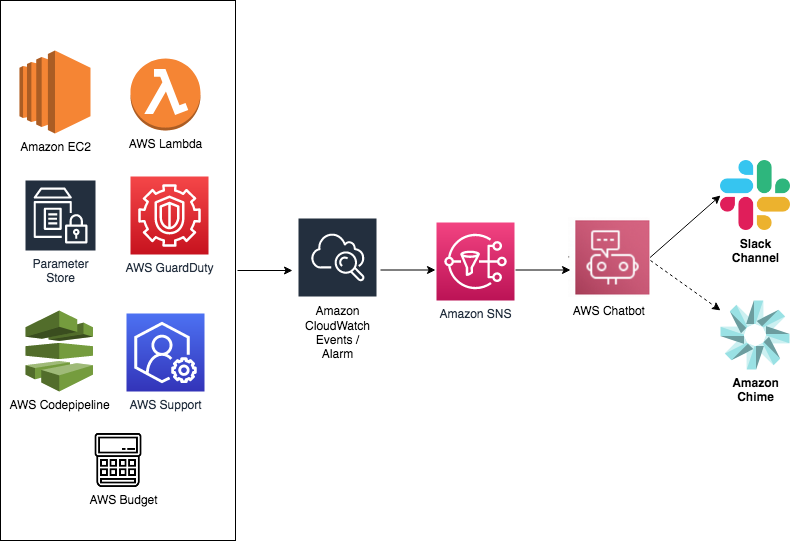 Amazon EC2
AWS Lambda
Parameter
Store
AWS GuardDuty
AWS Codepipeline
AWS Support
AWS Budget
Amazon
CloudWatch
Events /
Alarm
Amazon SNS
AWS Chatbot
Slack
Channel
Amazon
Chime